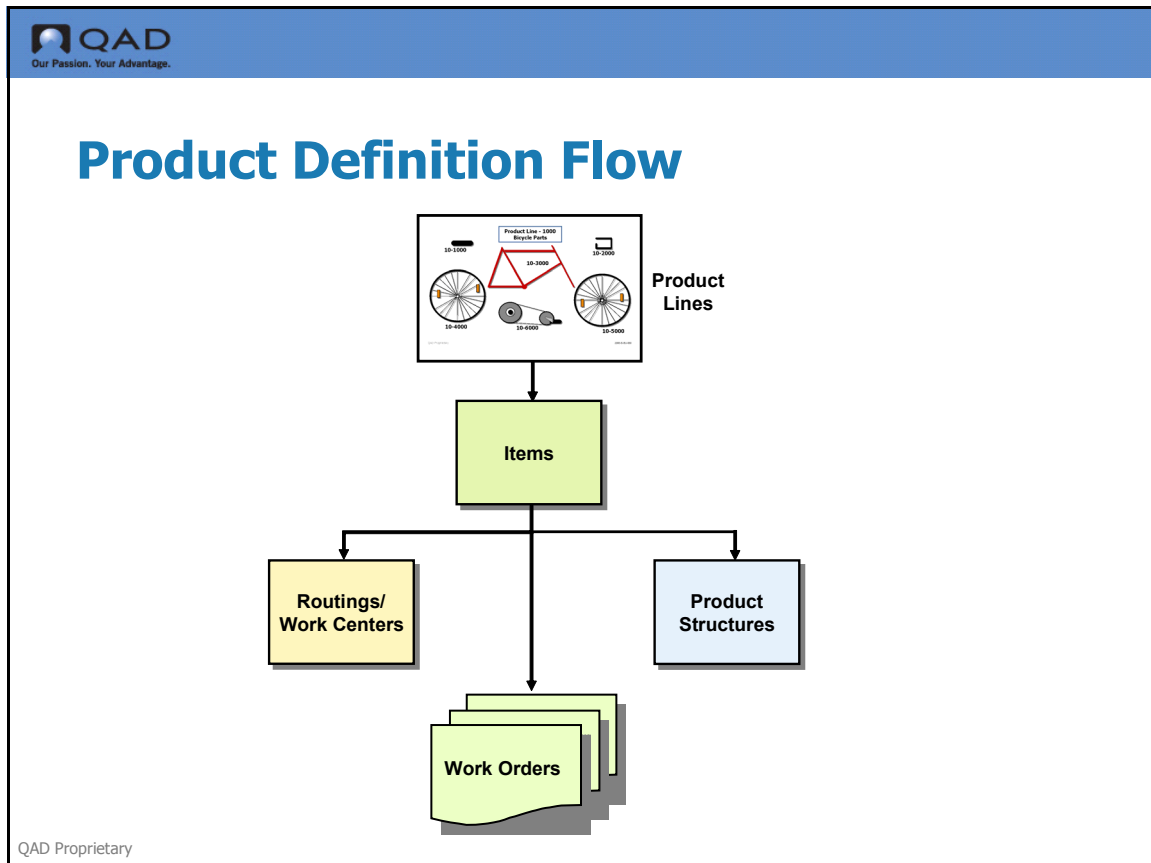 QAD
Our Passion. Your Advantage.
Product Definition Flow
Product Line - 1000
Bicycle Parts
10-1000
10-2000
10-3000
10-4000
10-6000
10-5000
Product
Lines
Items
Routings/
Work Centers
Product
Structures
Work Orders
QAD Proprietary